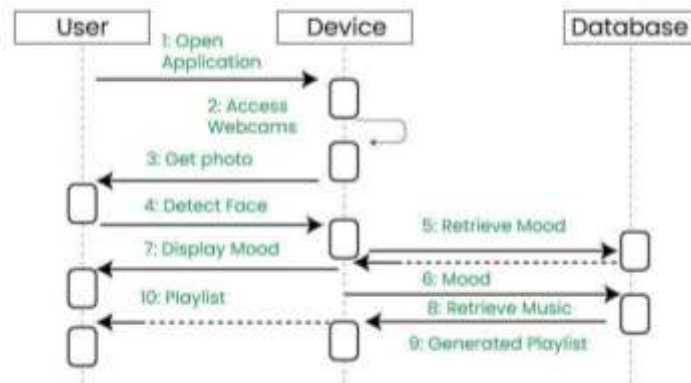 User
Device
Database
1: Open
Application
2: Access
Webcams
3: Get photo
4: Detect Face
5: Retrieve Mood
7: Display Mood
6: Mood
10: Playlist
8: Retrieve Music
9: Generated Playlist